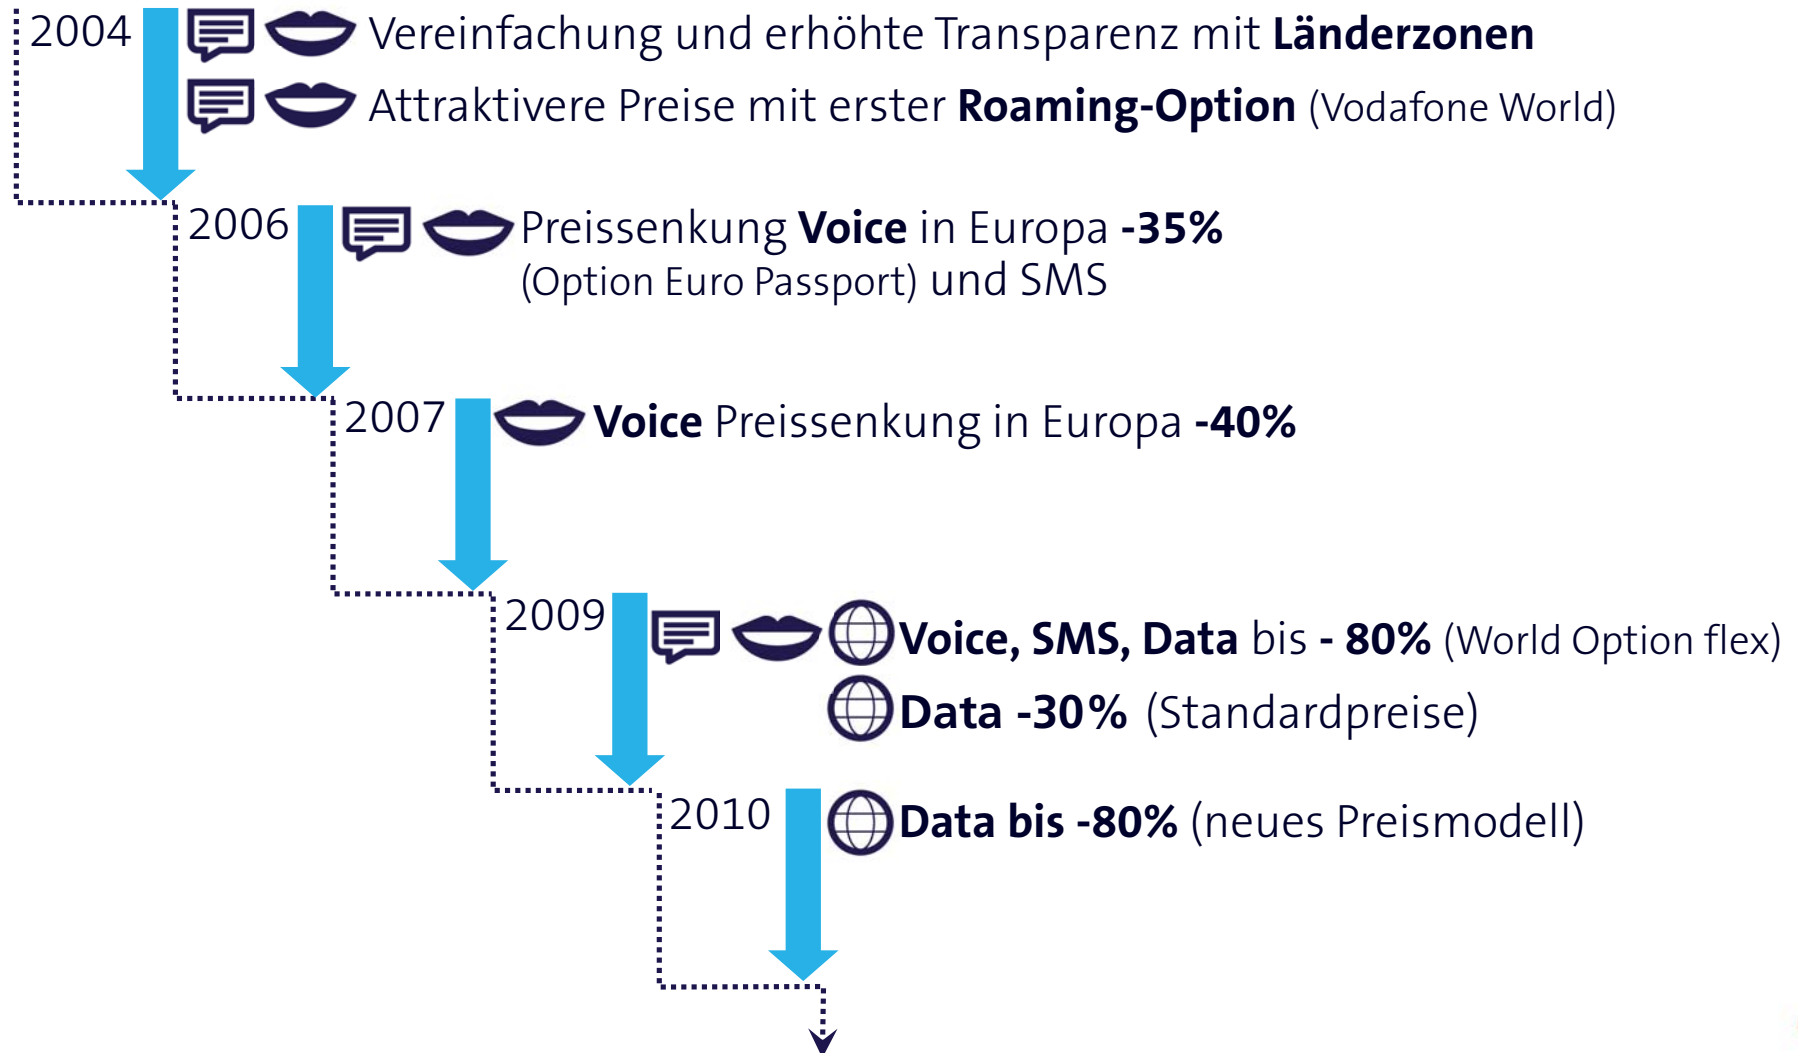 2004 Vereinfachung und erhöhte Transparenz mit Länderzonen
Attraktivere Preise mit erster Roaming-Option (Vodafone World)
2006 Preissenkung Voice in Europa -35%
(Option Euro Passport) und SMS
2007 Voice Preissenkung in Europa -40%
2009 Voice, SMS, Data bis - 80% (World Option flex)
Data -30% (Standardpreise)
2010 Data bis -80% (neues Preismodell)